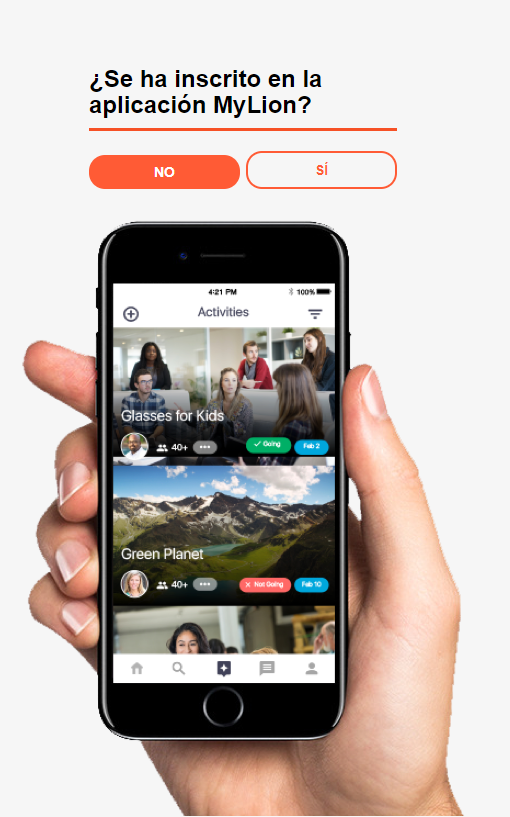 ¿Se ha inscrito en la
aplicación MyLion?
NO
SÍ
4:21 PM
100%
Activities
Glasses for Kids
40+
Going
Feb 2
Green Planet
40+
Not Going
Feb 10